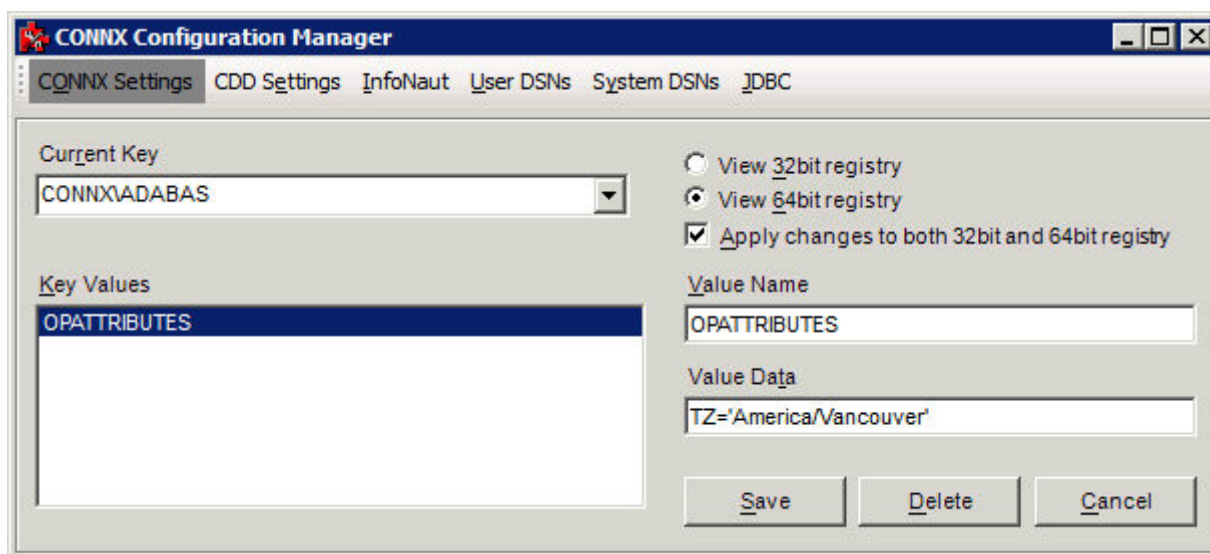 CONNX Configuration Manager
CONNX Settings CDD Settings InfoNaut User DSNs System DSNs JDBC
Current Key
CONNX\ADABAS
View 32bit registry
View 64bit registry
Apply changes to both 32bit and 64bit registry
Key Values
OPATTRIBUTES
Value Name
OPATTRIBUTES
Value Data
TZ='America/Vancouver'
Save Delete Cancel